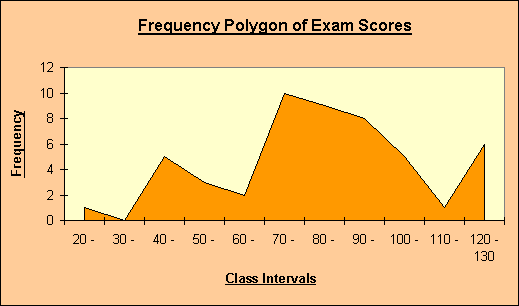 Frequency Polygon of Exam Scores
12
10
8
6
4
2
0
Frequency
20 - 30 - 40 - 50 - 60 - 70 - 80 - 90 - 100 - 110 - 120 -
130
Class Intervals